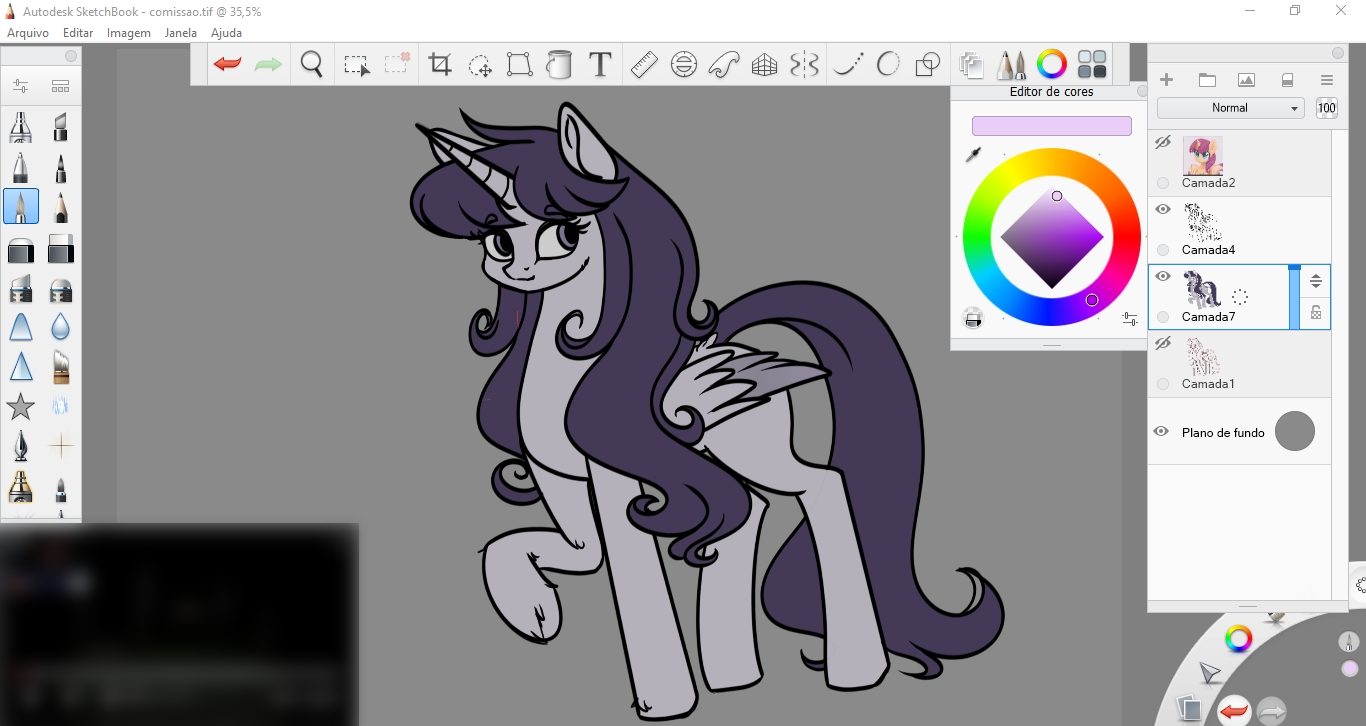 Autodesk SketchBook - comissao.tif @ 35,5%
Arquivo Editar Imagem Janela Ajuda
T
Editor de cores
Normal 100
Camada2
Camada4
Camada7
Camada1
Plano de fundo